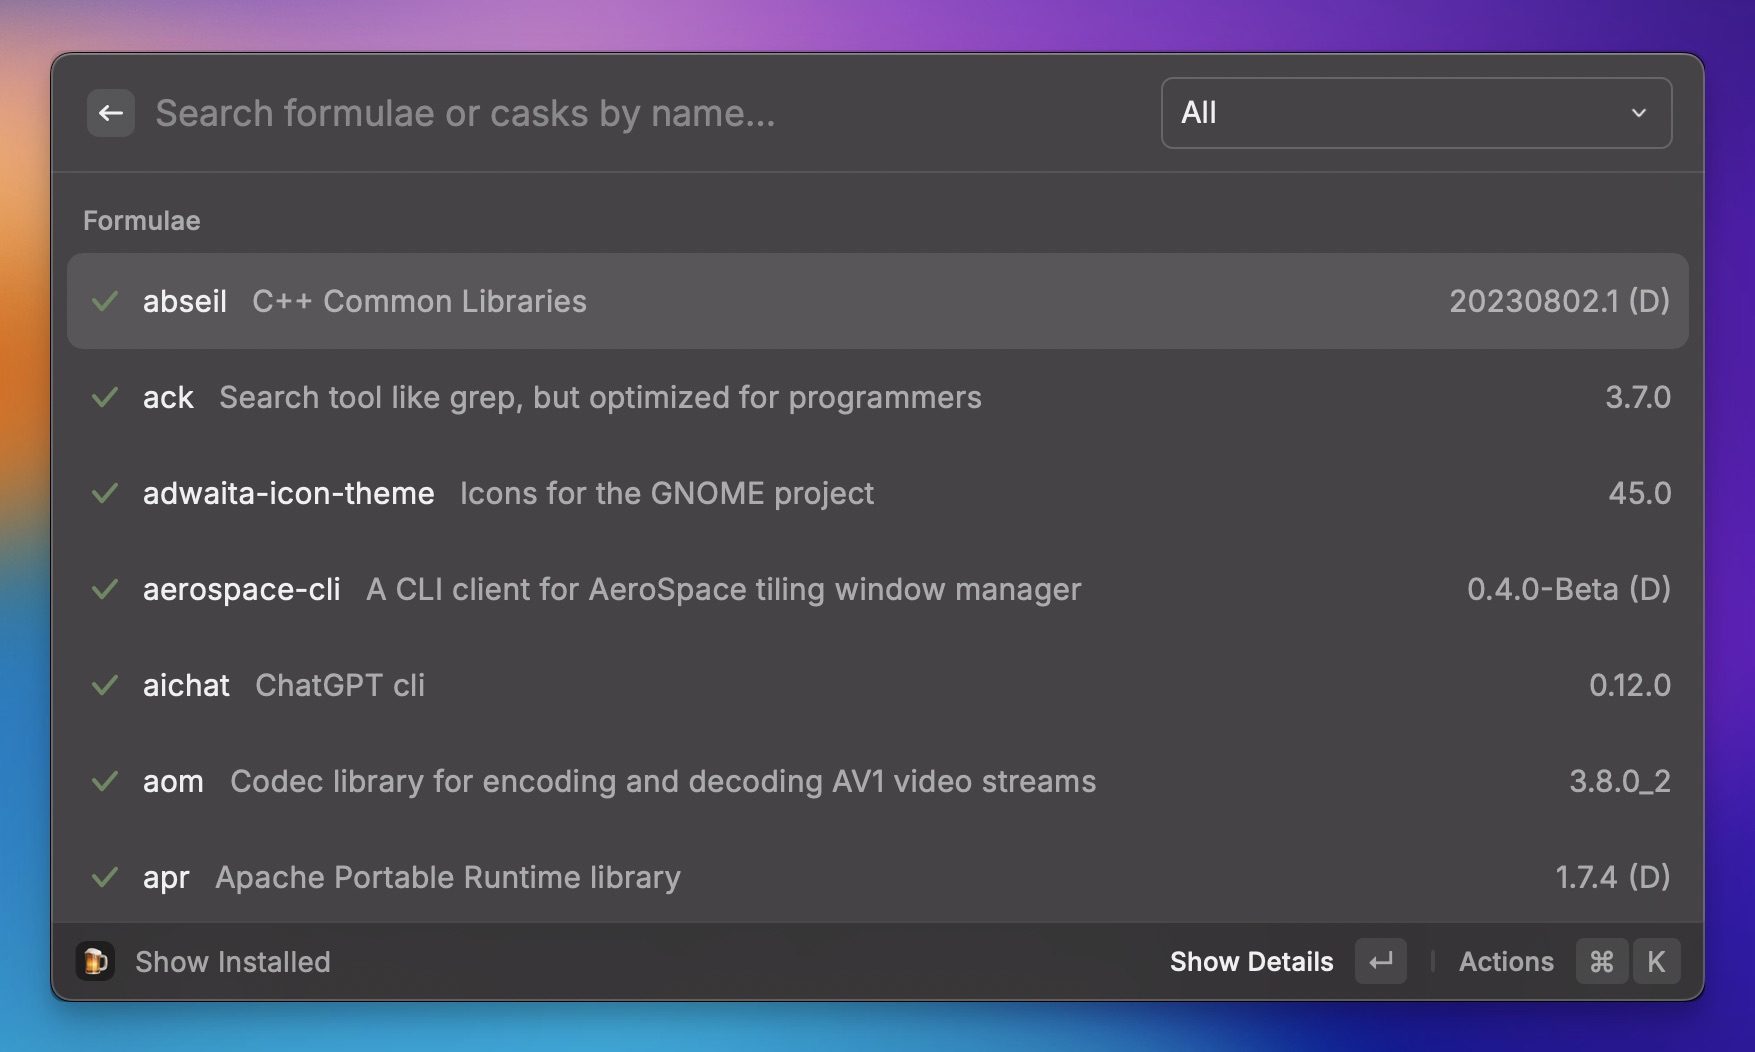 Search formulae or casks by name...
All
Formulae
abseil C++ Common Libraries 20230802.1 (D)
ack Search tool like grep, but optimized for programmers 3.7.0
adwaita-icon-theme Icons for the GNOME project 45.0
aerospace-cli A CLI client for AeroSpace tiling window manager 0.4.0-Beta (D)
aichat ChatGPT cli 0.12.0
aom Codec library for encoding and decoding AV1 video streams 3.8.0_2
apr Apache Portable Runtime library 1.7.4 (D)
Show Installed Show Details ↵ Actions ⌘ K